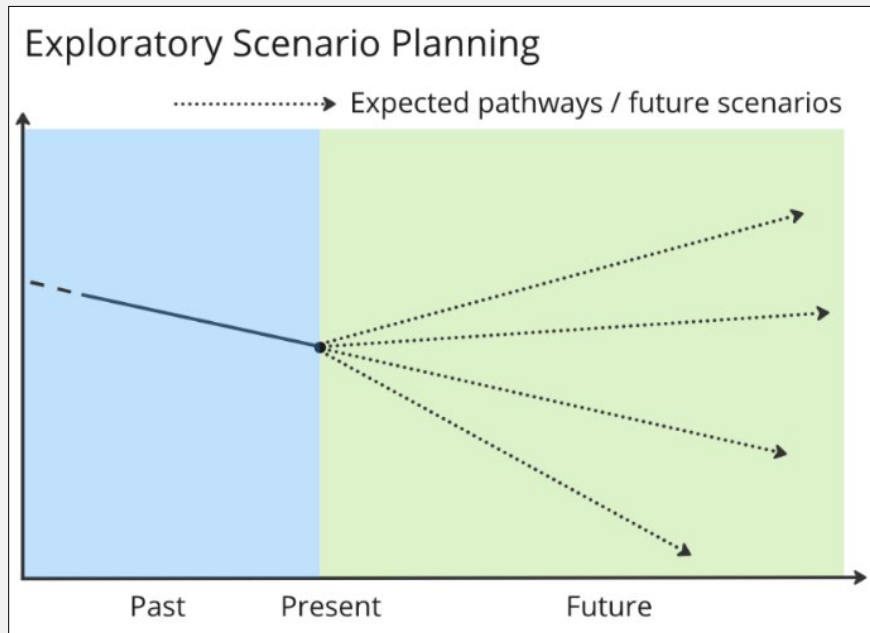 Exploratory Scenario Planning
Expected pathways / future scenarios
Past Present Future